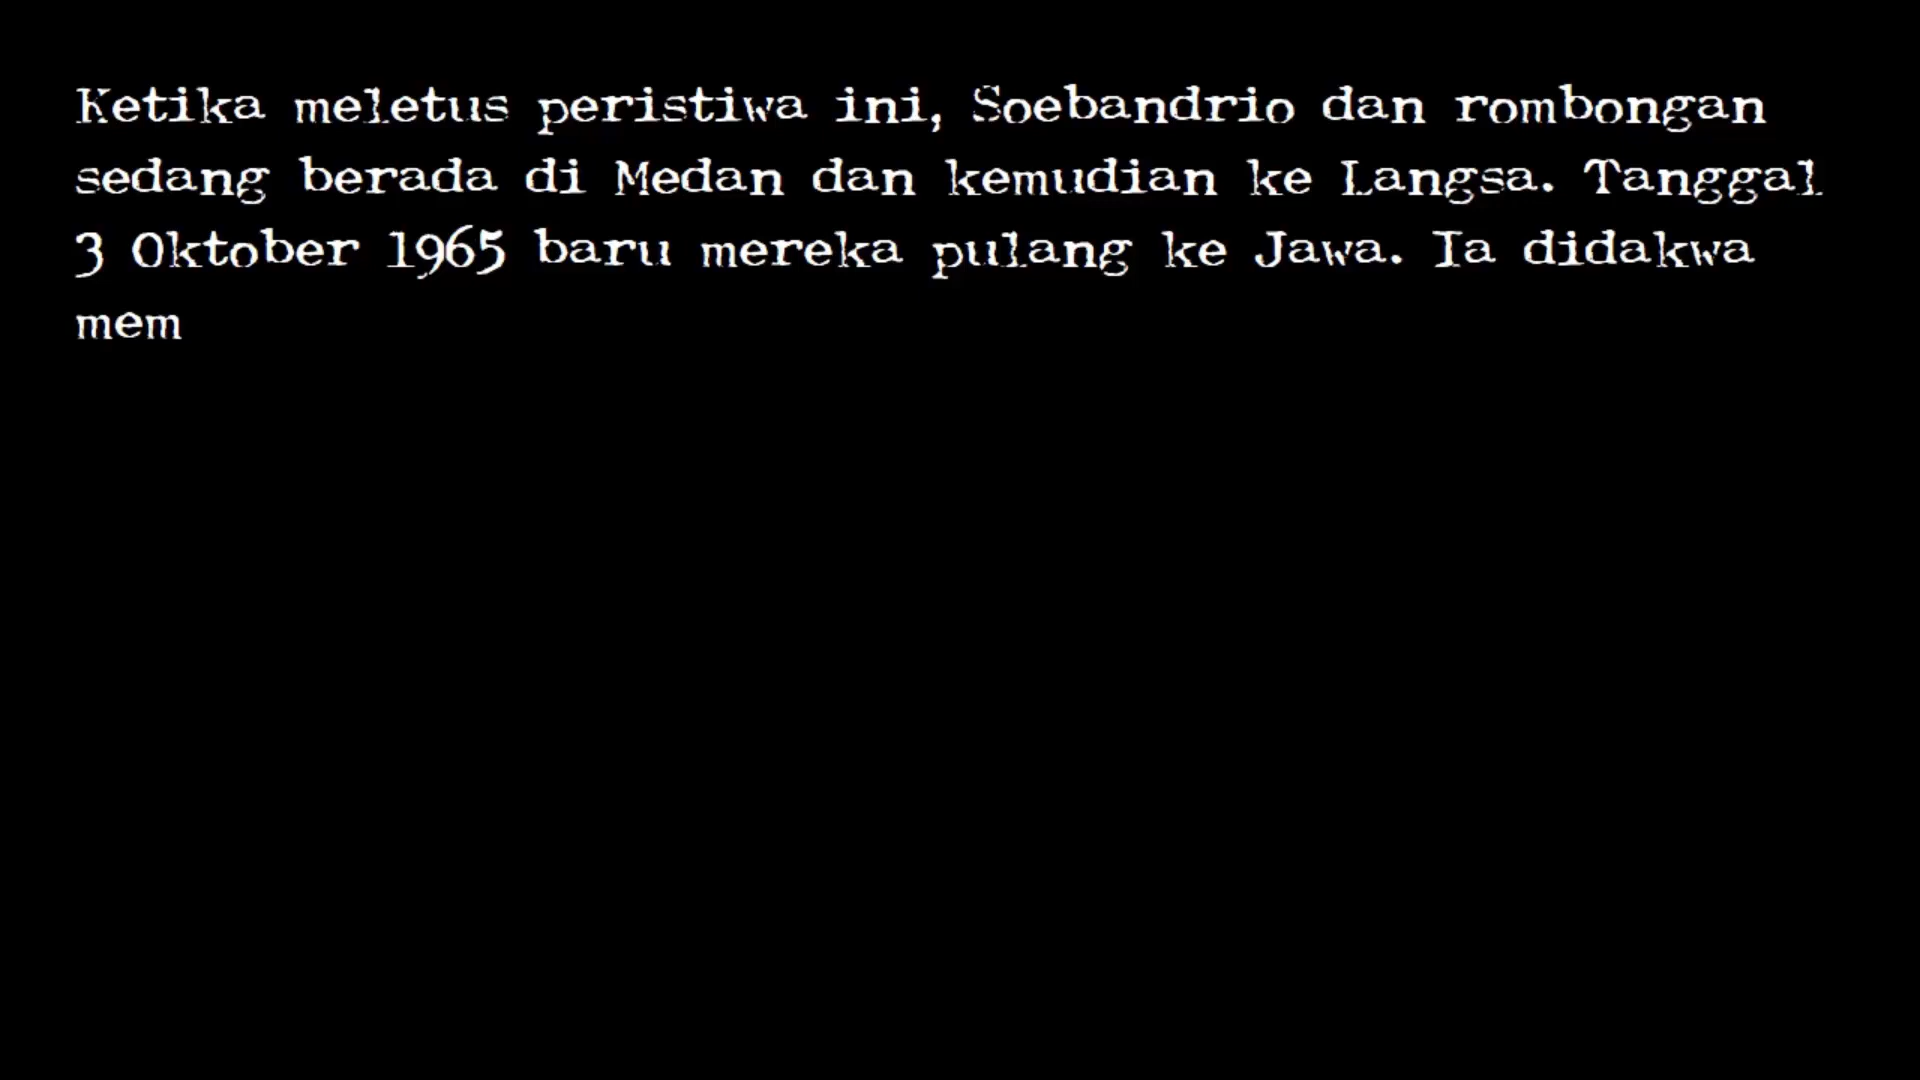 Ketika meletus peristiwa ini, Soebandrio dan rombongan
sedang berada di Medan dan kemudian ke Langsa. Tanggal
3 Oktober 1965 baru mereka pulang ke Jawa. Ia didakwa
mem